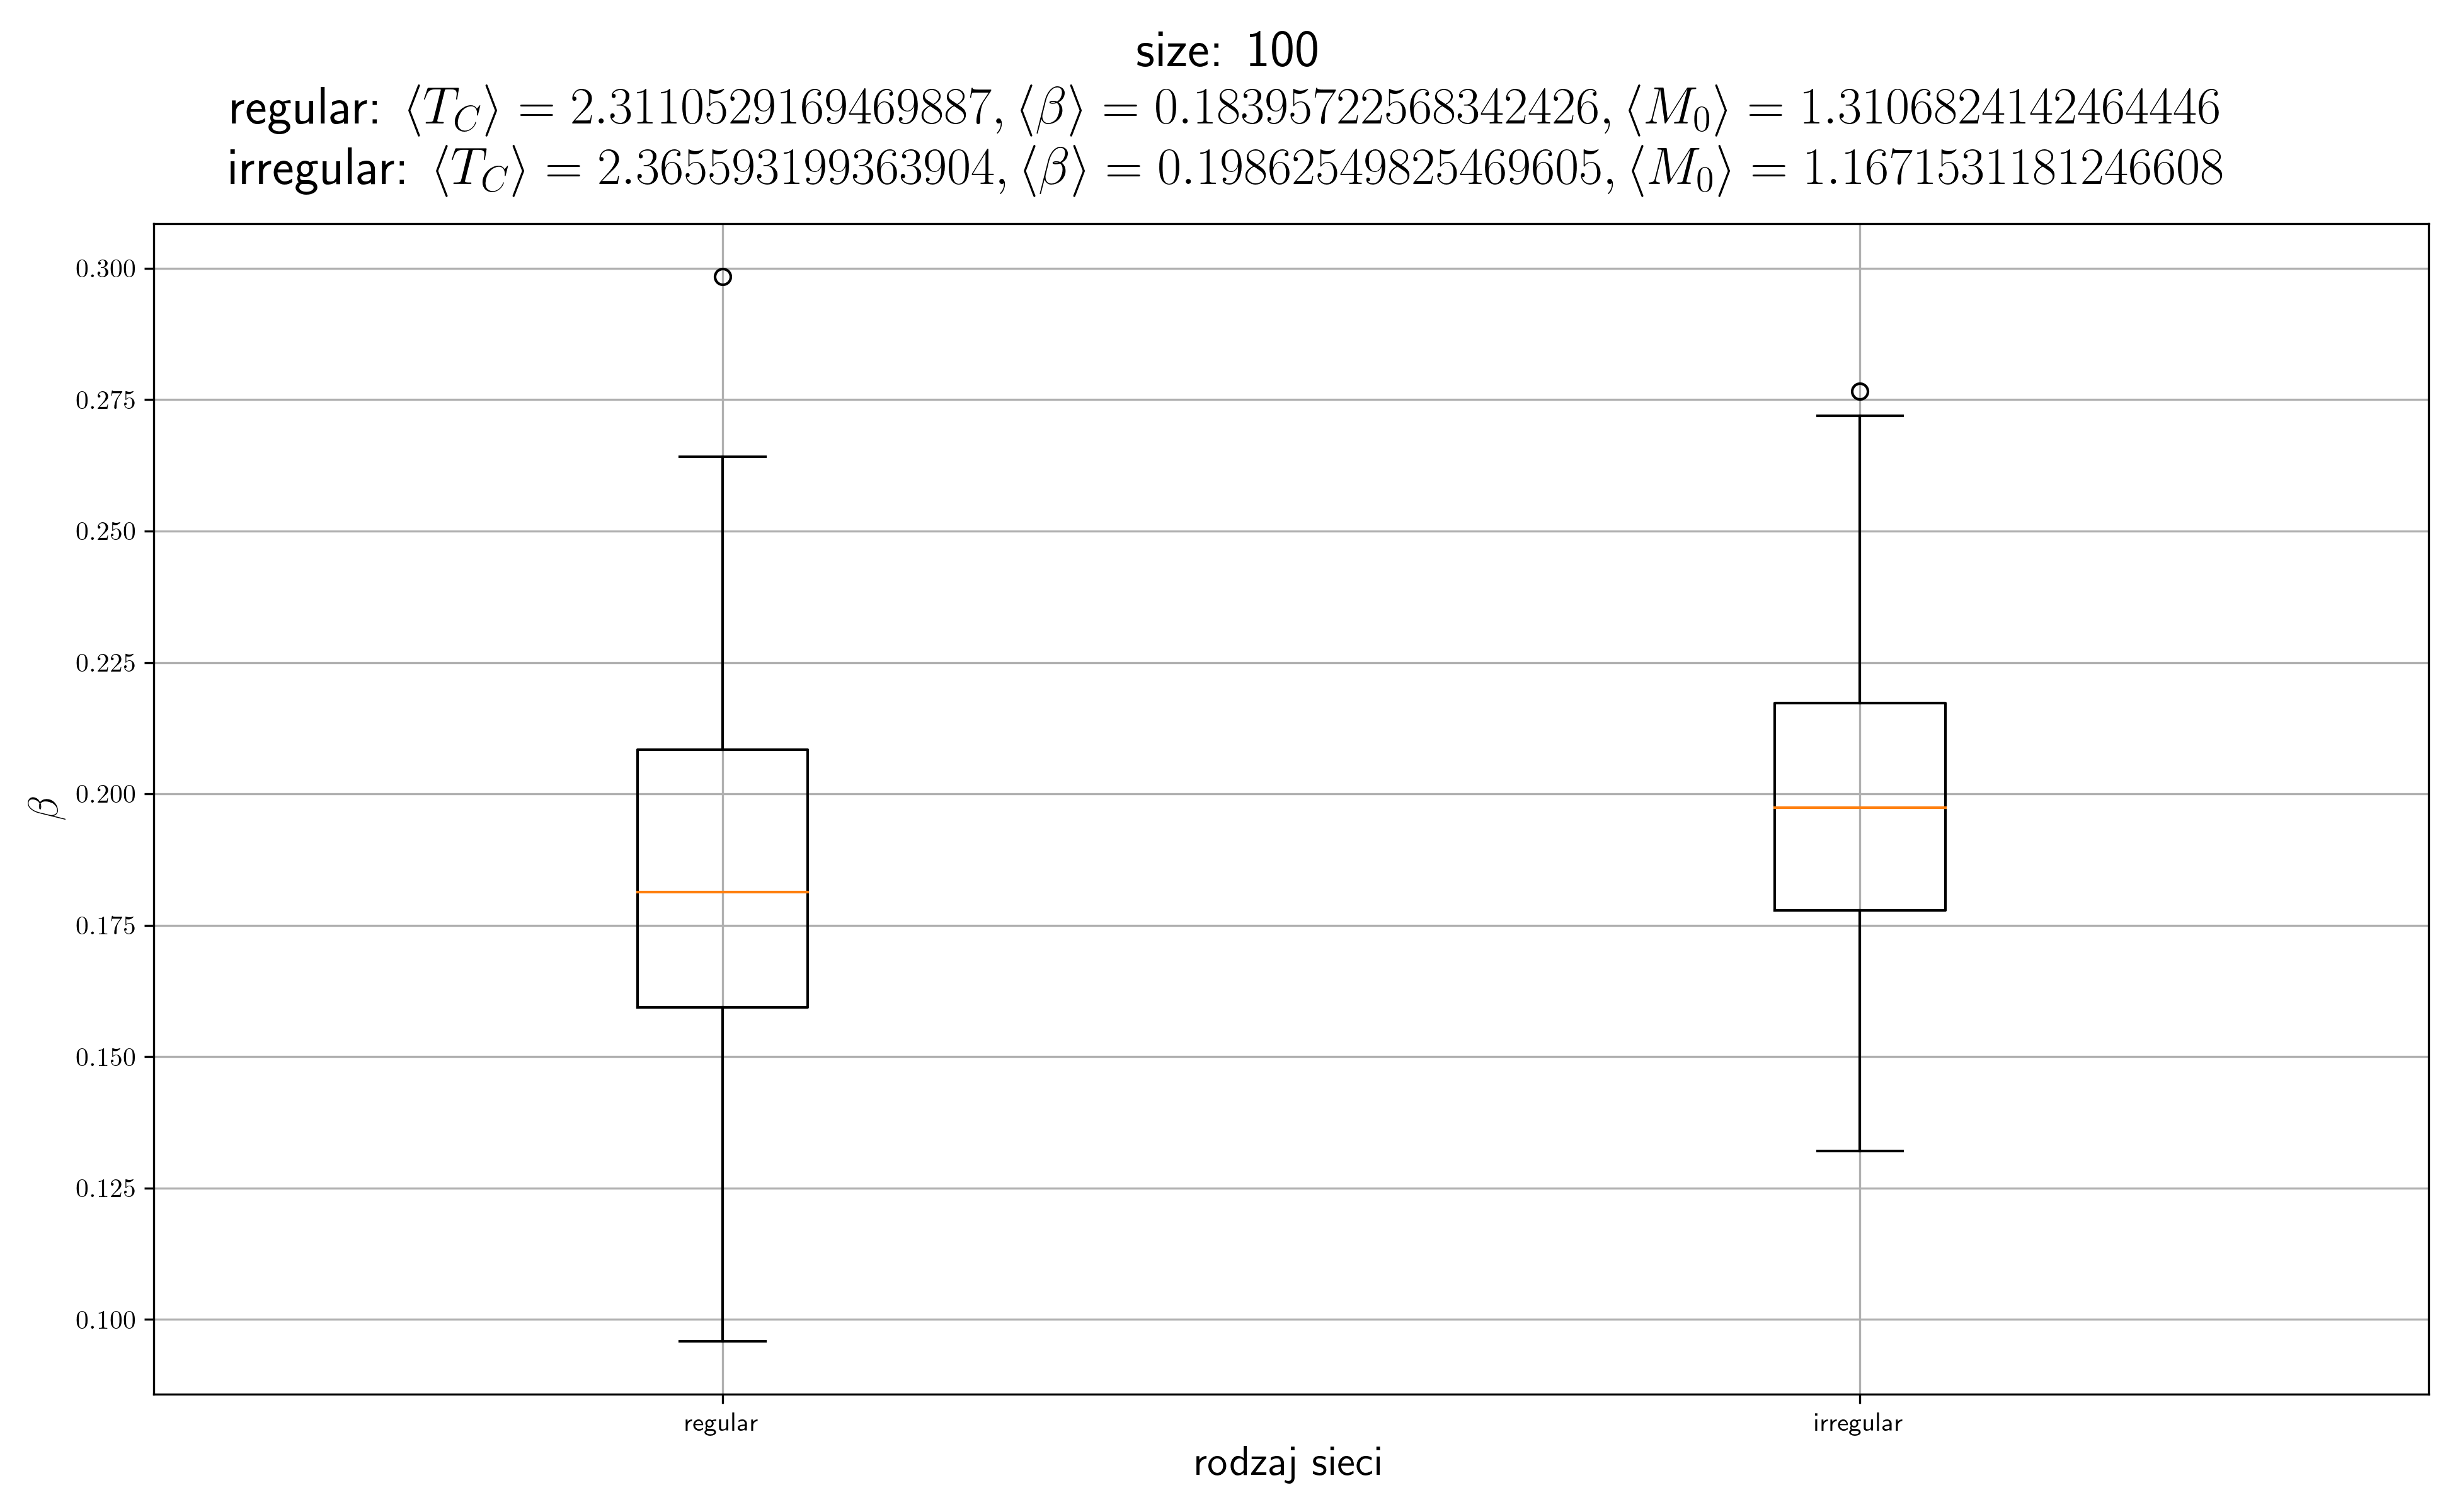 size: 100
regular: ⟨T_C⟩ = 2.3110529169469887, ⟨β⟩ = 0.18395722568342426, ⟨M_0⟩ = 1.3106824142464446
irregular: ⟨T_C⟩ = 2.365593199363904, ⟨β⟩ = 0.19862549825469605, ⟨M_0⟩ = 1.1671531181246608
0.300
0.275
0.250
0.225
0.200
0.175
0.150
0.125
0.100
β
regular
irregular
rodzaj sieci